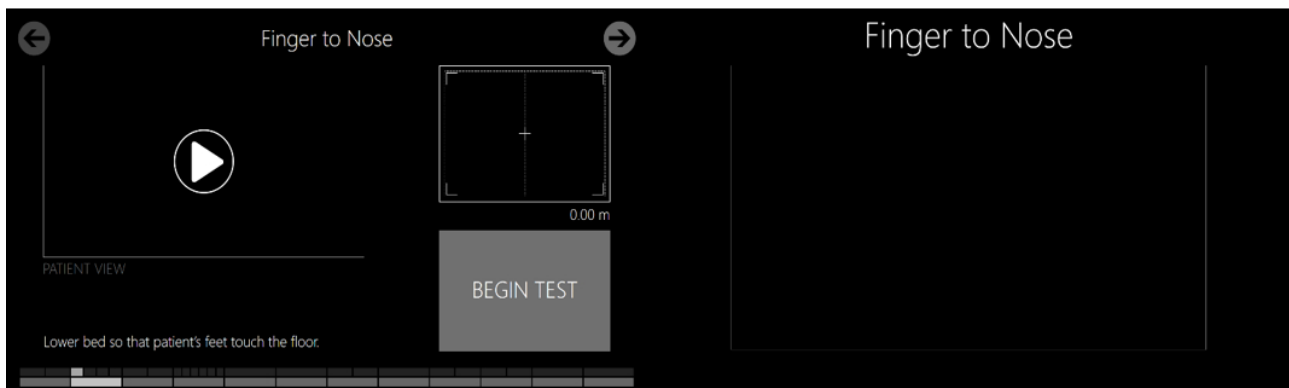 Finger to Nose
0.00 m
PATIENT VIEW
BEGIN TEST
Lower bed so that patient's feet touch the floor.
Finger to Nose